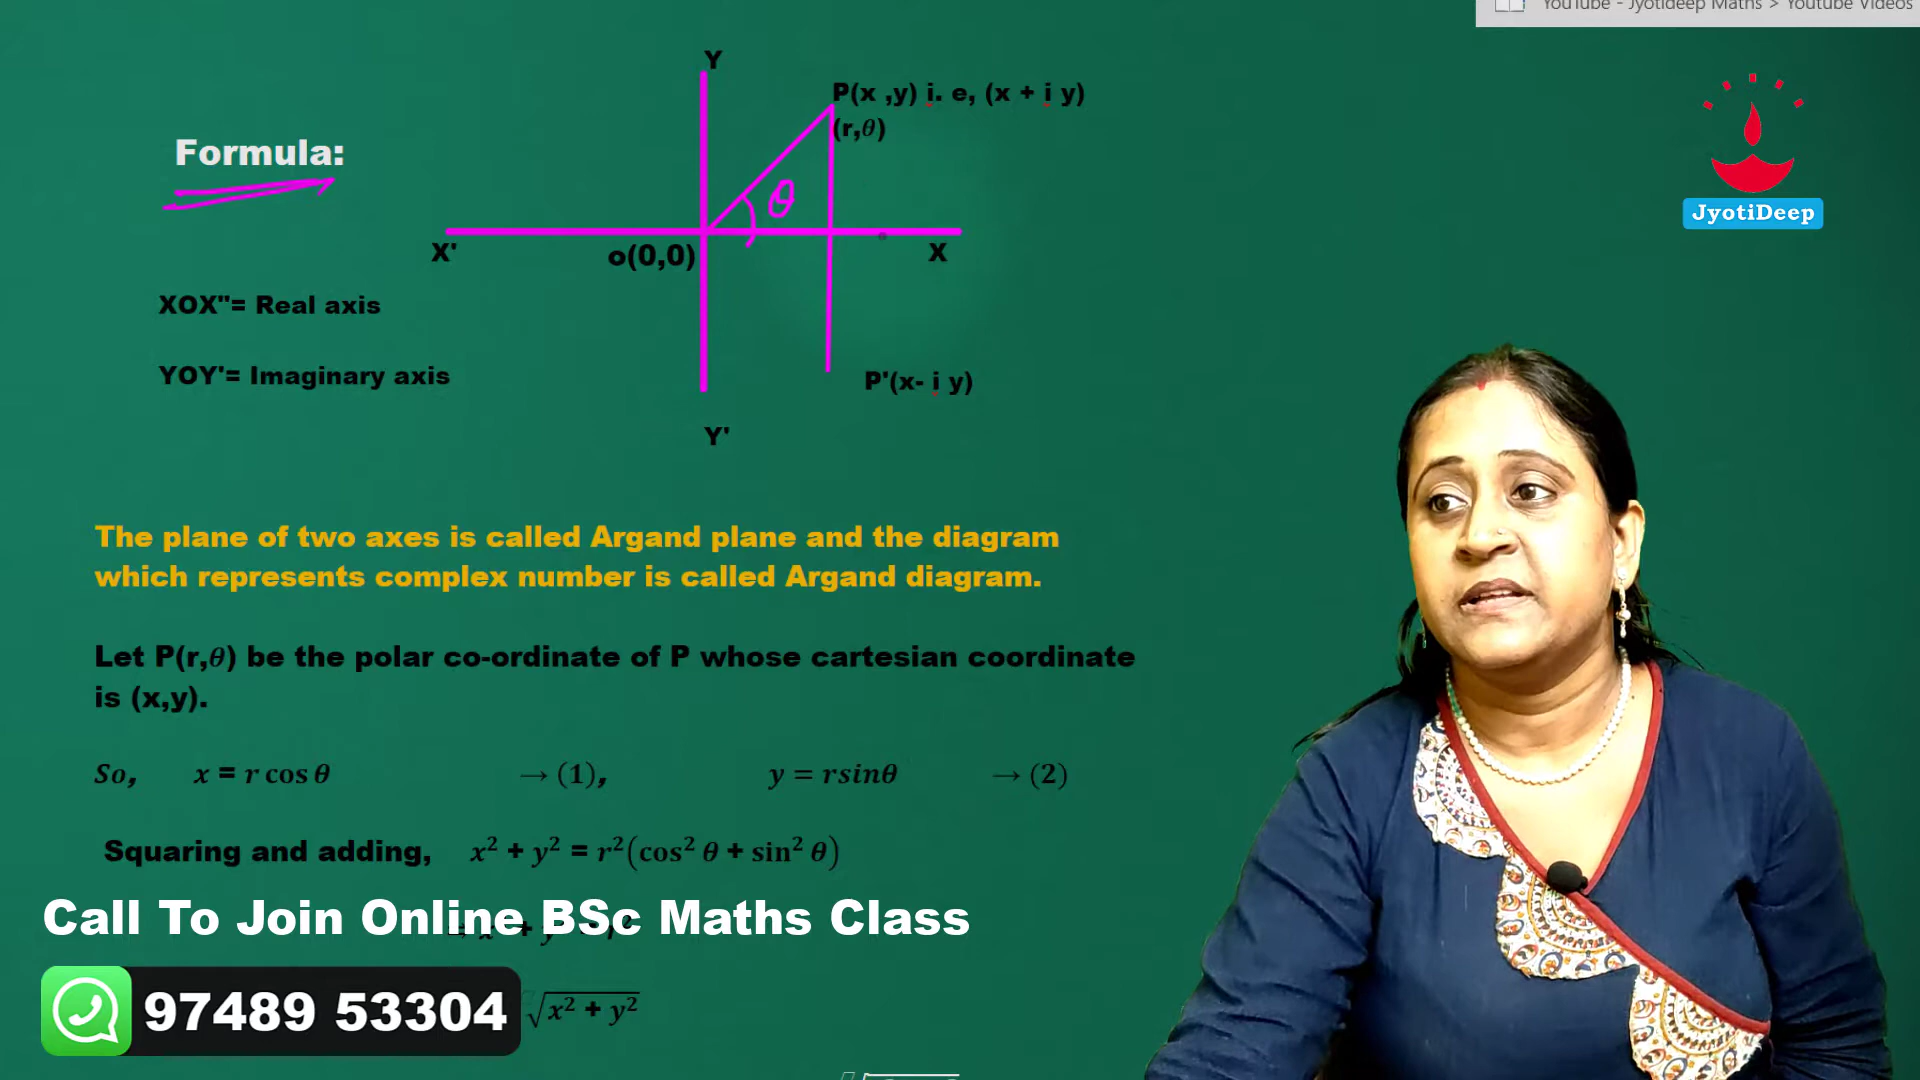 YouTube - Jyotideep Maths > Youtube Videos
Y
P(x ,y) i. e, (x + i y)
(r,θ)
Formula:
θ
JyotiDeep
X'
o(0,0)
X
XOX"= Real axis
YOY'= Imaginary axis
P'(x- i y)
Y'
The plane of two axes is called Argand plane and the diagram
which represents complex number is called Argand diagram.
Let P(r,θ) be the polar co-ordinate of P whose cartesian coordinate
is (x,y).
So, x = r cos θ → (1), y = rsinθ → (2)
Squaring and adding, x² + y² = r²(cos² θ + sin² θ)
Call To Join Online BSc Maths Class
97489 53304
√x² + y²